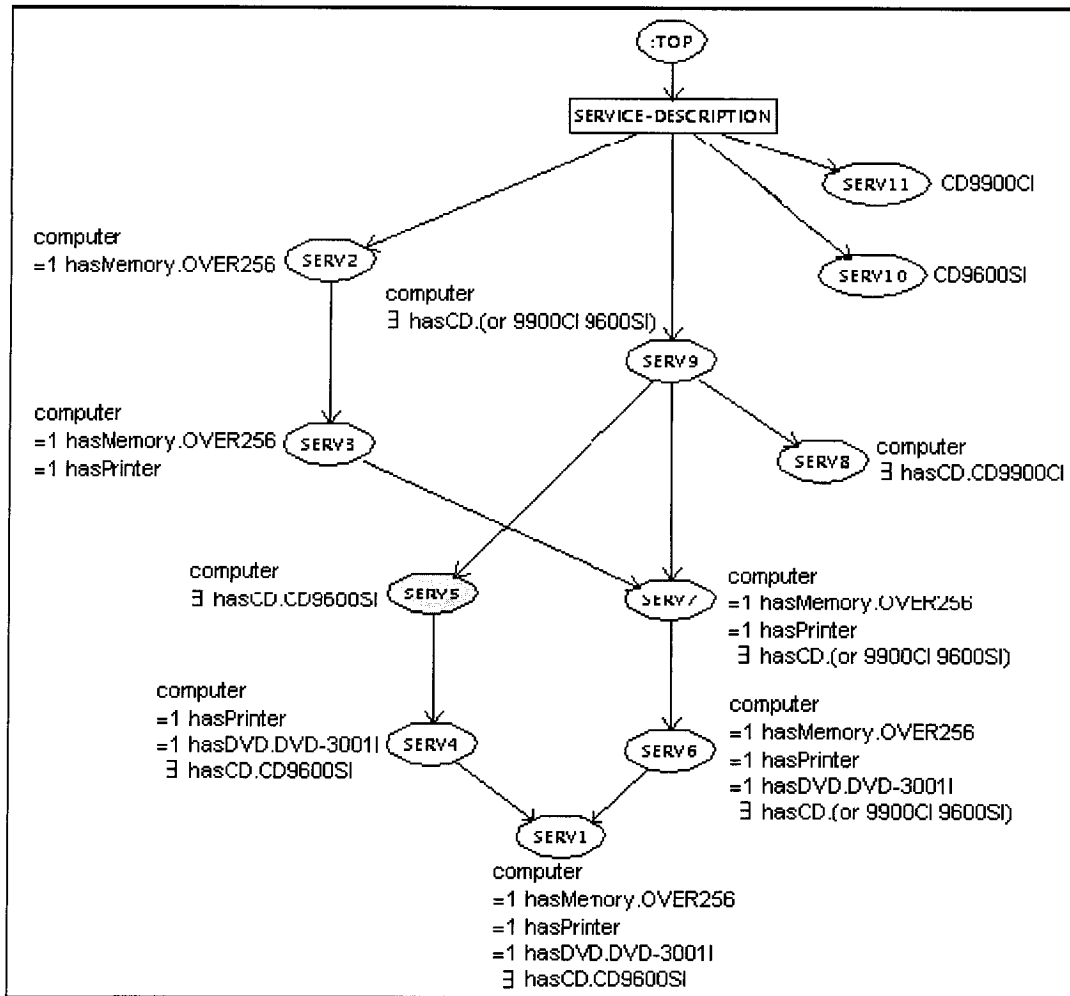 :TOP
SERVICE-DESCRIPTION
SERV11 CD9900CI
computer
=1 hasMemory.OVER256
SERV2
SERV10 CD9600SI
computer
∃ hasCD.(or 9900CI 9600SI)
SERV9
computer
=1 hasMemory.OVER256
=1 hasPrinter
SERV3
SERV8
computer
∃ hasCD.CD9900CI
computer
∃ hasCD.CD9600SI
SERV5
SERV7
computer
=1 hasMemory.OVER256
=1 hasPrinter
∃ hasCD.(or 9900CI 9600SI)
computer
=1 hasPrinter
=1 hasDVD.DVD-3001I
∃ hasCD.CD9600SI
SERV4
SERV6
computer
=1 hasMemory.OVER256
=1 hasPrinter
=1 hasDVD.DVD-3001I
∃ hasCD.(or 9900CI 9600SI)
SERV1
computer
=1 hasMemory.OVER256
=1 hasPrinter
=1 hasDVD.DVD-3001I
∃ hasCD.CD9600SI